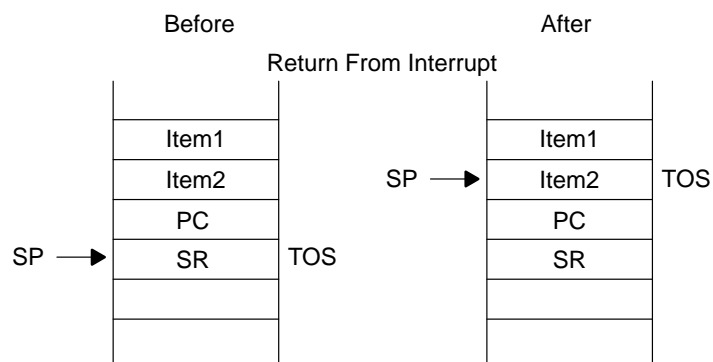 Before After
Return From Interrupt
Item1 Item1
Item2 SP Item2 TOS
PC PC
SP SR TOS SR